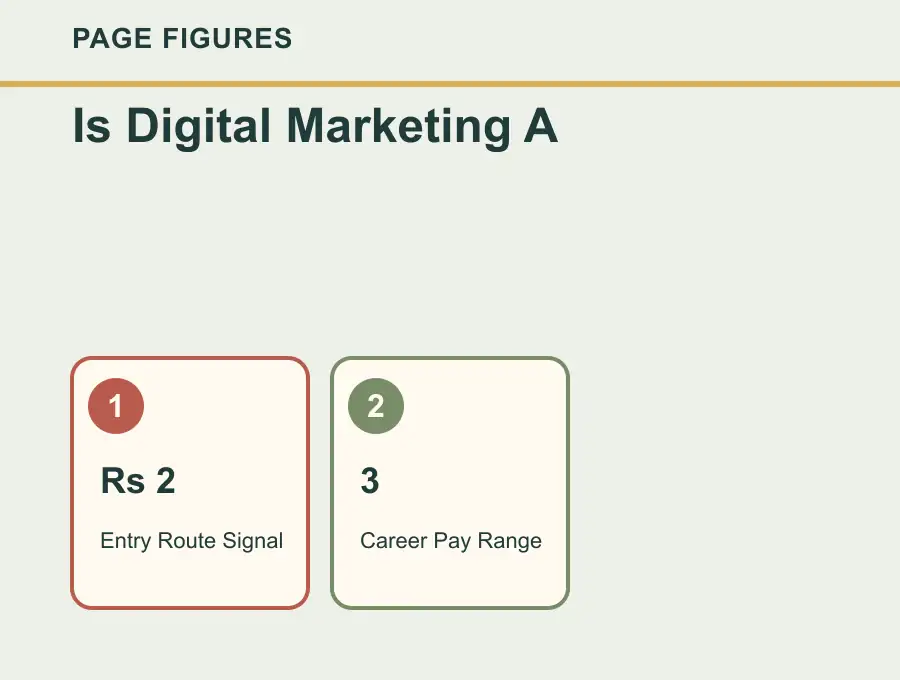 PAGE FIGURES
Is Digital Marketing A
1
Rs 2
Entry Route Signal
2
3
Career Pay Range